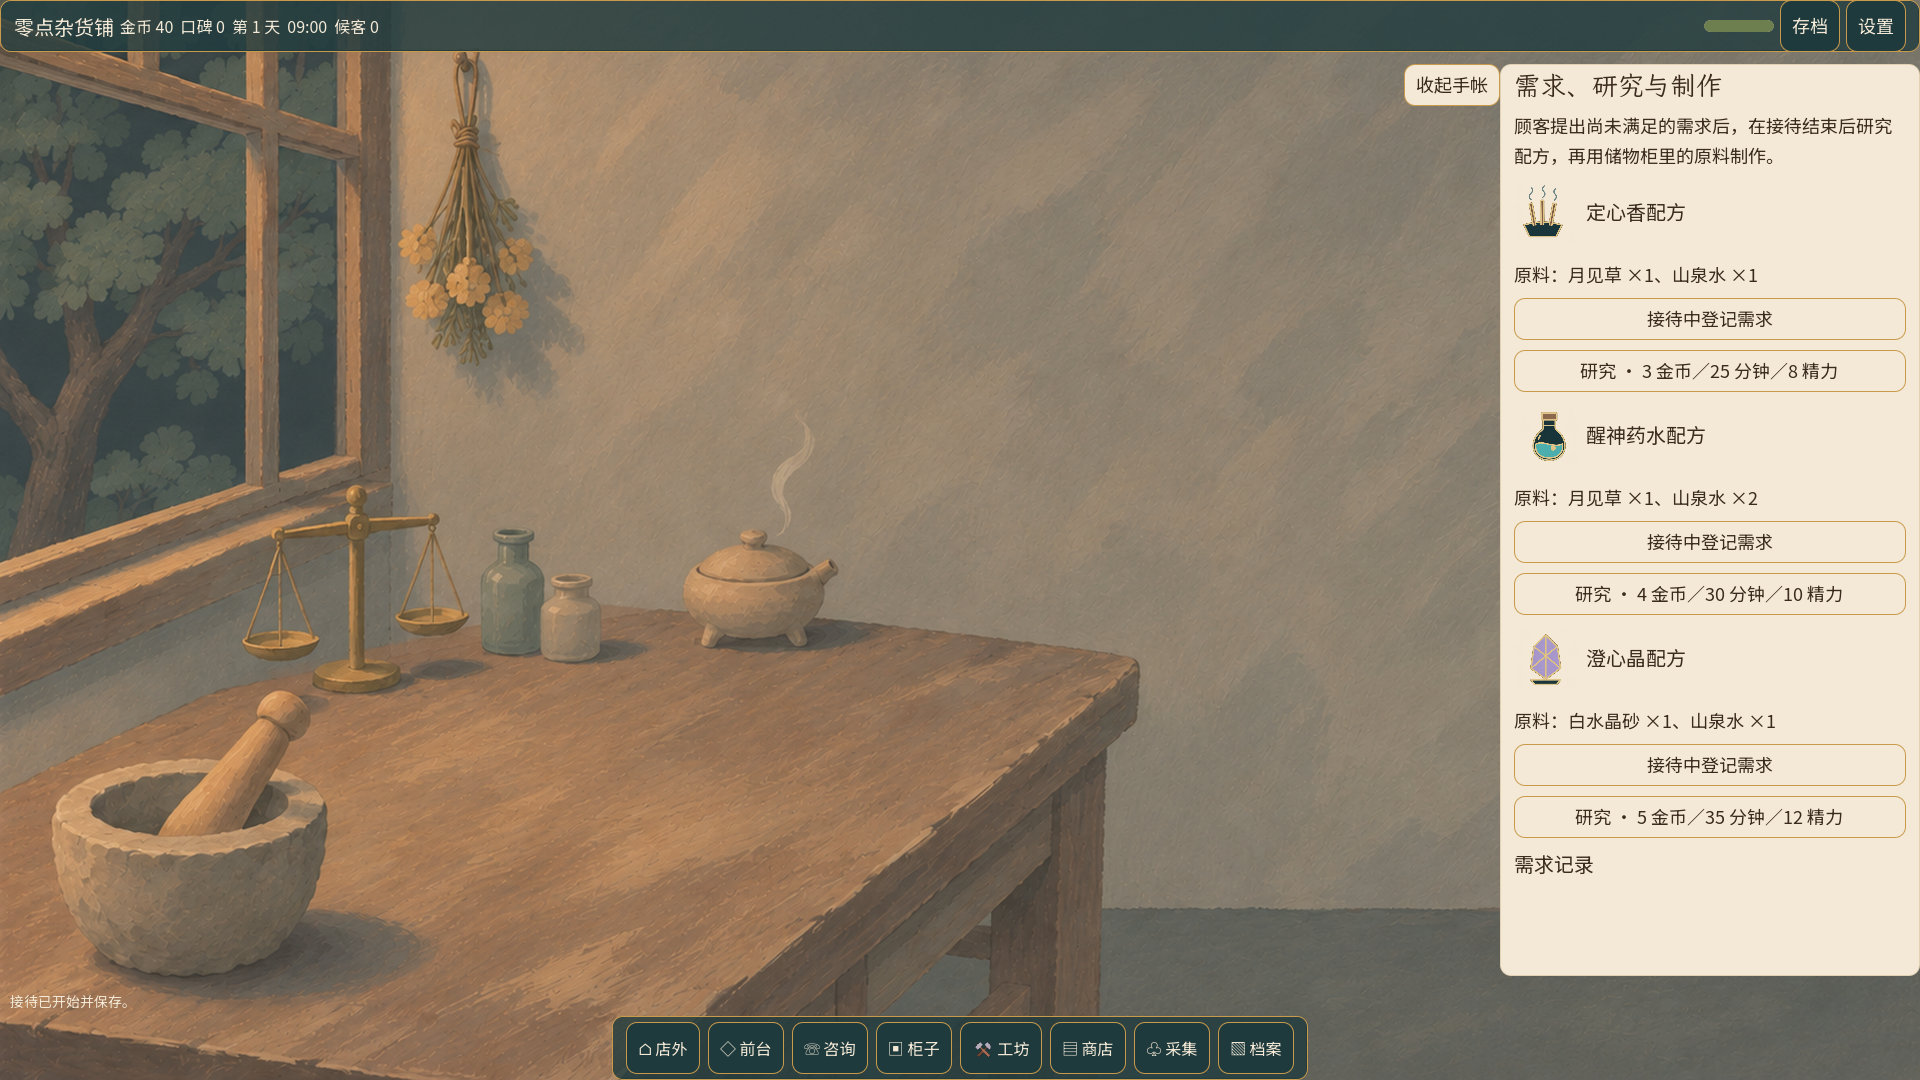 零点杂货铺 金币 40 口碑 0 第 1 天 09:00 候客 0
存档
设置
收起手帐
需求、研究与制作
顾客提出尚未满足的需求后，在接待结束后研究
配方，再用储物柜里的原料制作。
定心香配方
原料：月见草 ×1、山泉水 ×1
接待中登记需求
研究 · 3 金币／25 分钟／8 精力
醒神药水配方
原料：月见草 ×1、山泉水 ×2
接待中登记需求
研究 · 4 金币／30 分钟／10 精力
澄心晶配方
原料：白水晶砂 ×1、山泉水 ×1
接待中登记需求
研究 · 5 金币／35 分钟／12 精力
需求记录
接待已开始并保存。
店外
前台
咨询
柜子
工坊
商店
采集
档案